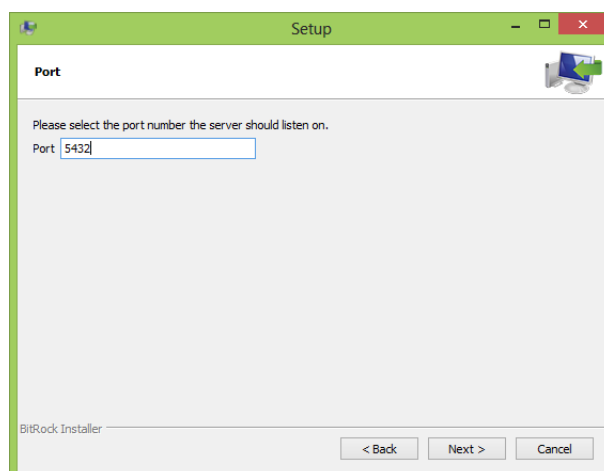 Setup
Port
Please select the port number the server should listen on.
Port 5432
BitRock Installer
< Back Next > Cancel